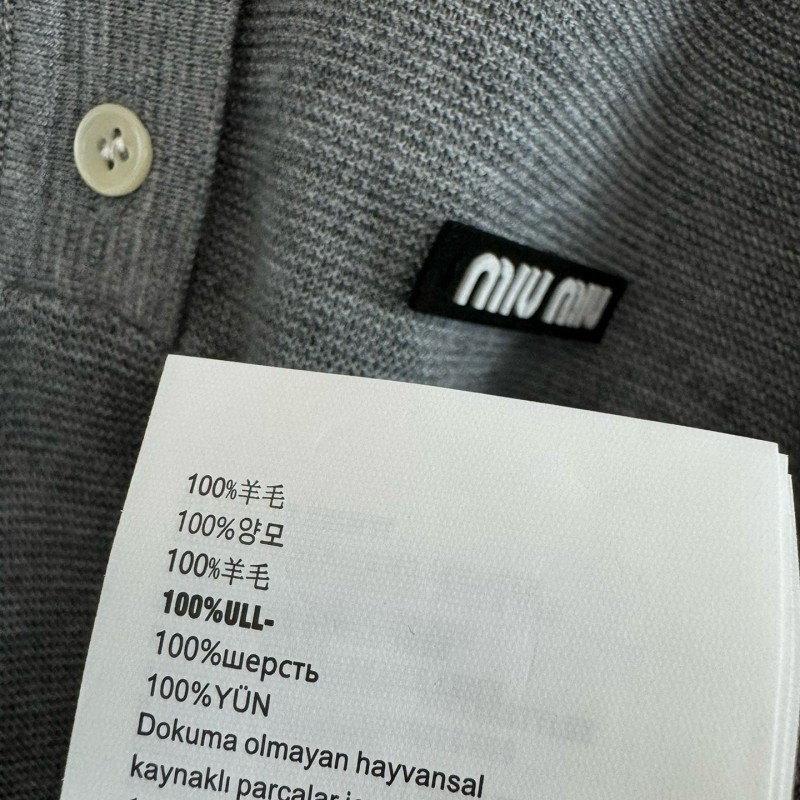 MIU MIU
100%羊毛
100%양모
100%羊毛
100%ULL-
100%шерсть
100%YÜN
Dokuma olmayan hayvansal
kaynaklı parçalar